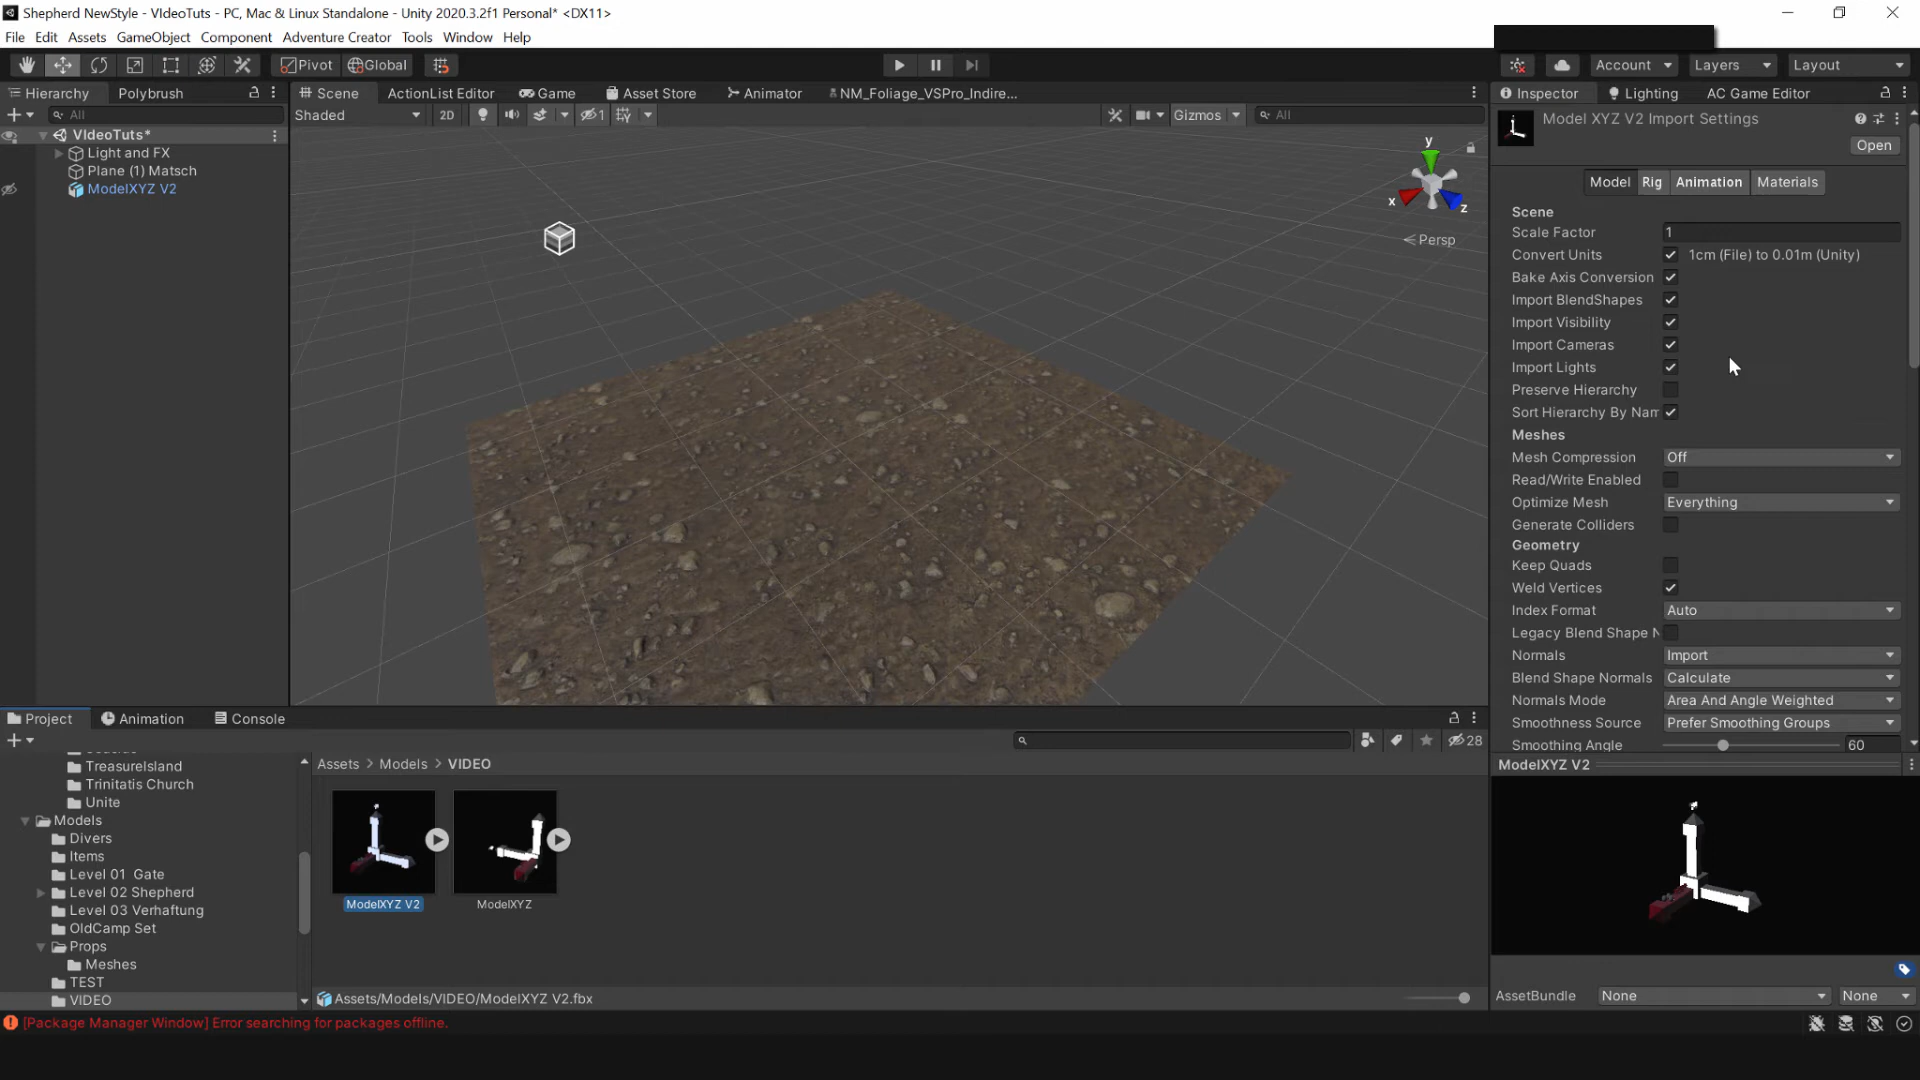 Shepherd NewStyle - VIdeoTuts - PC, Mac & Linux Standalone - Unity 2020.3.2f1 Personal* <DX11>
File Edit Assets GameObject Component Adventure Creator Tools Window Help
Pivot Global Account Layers Layout
Hierarchy Polybrush
All
VIdeoTuts*
Light and FX
Plane (1) Matsch
ModelXYZ V2
Scene ActionList Editor Game Asset Store Animator NM_Foliage_VSPro_Indire...
Shaded 2D 1 Gizmos All
y
x
z
Persp
Inspector Lighting AC Game Editor
Model XYZ V2 Import Settings
Open
Model Rig Animation Materials
Scene
Scale Factor 1
Convert Units 1cm (File) to 0.01m (Unity)
Bake Axis Conversion
Import BlendShapes
Import Visibility
Import Cameras
Import Lights
Preserve Hierarchy
Sort Hierarchy By Nam
Meshes
Mesh Compression Off
Read/Write Enabled
Optimize Mesh Everything
Generate Colliders
Geometry
Keep Quads
Weld Vertices
Index Format Auto
Legacy Blend Shape N
Normals Import
Blend Shape Normals Calculate
Normals Mode Area And Angle Weighted
Smoothness Source Prefer Smoothing Groups
Smoothing Angle 60
ModelXYZ V2
AssetBundle None None
Project Animation Console
28
TreasureIsland
Trinitatis Church
Unite
Models
Divers
Items
Level 01 Gate
Level 02 Shepherd
Level 03 Verhaftung
OldCamp Set
Props
Meshes
TEST
VIDEO
Assets > Models > VIDEO
ModelXYZ V2
ModelXYZ
Assets/Models/VIDEO/ModelXYZ V2.fbx
[Package Manager Window] Error searching for packages offline.